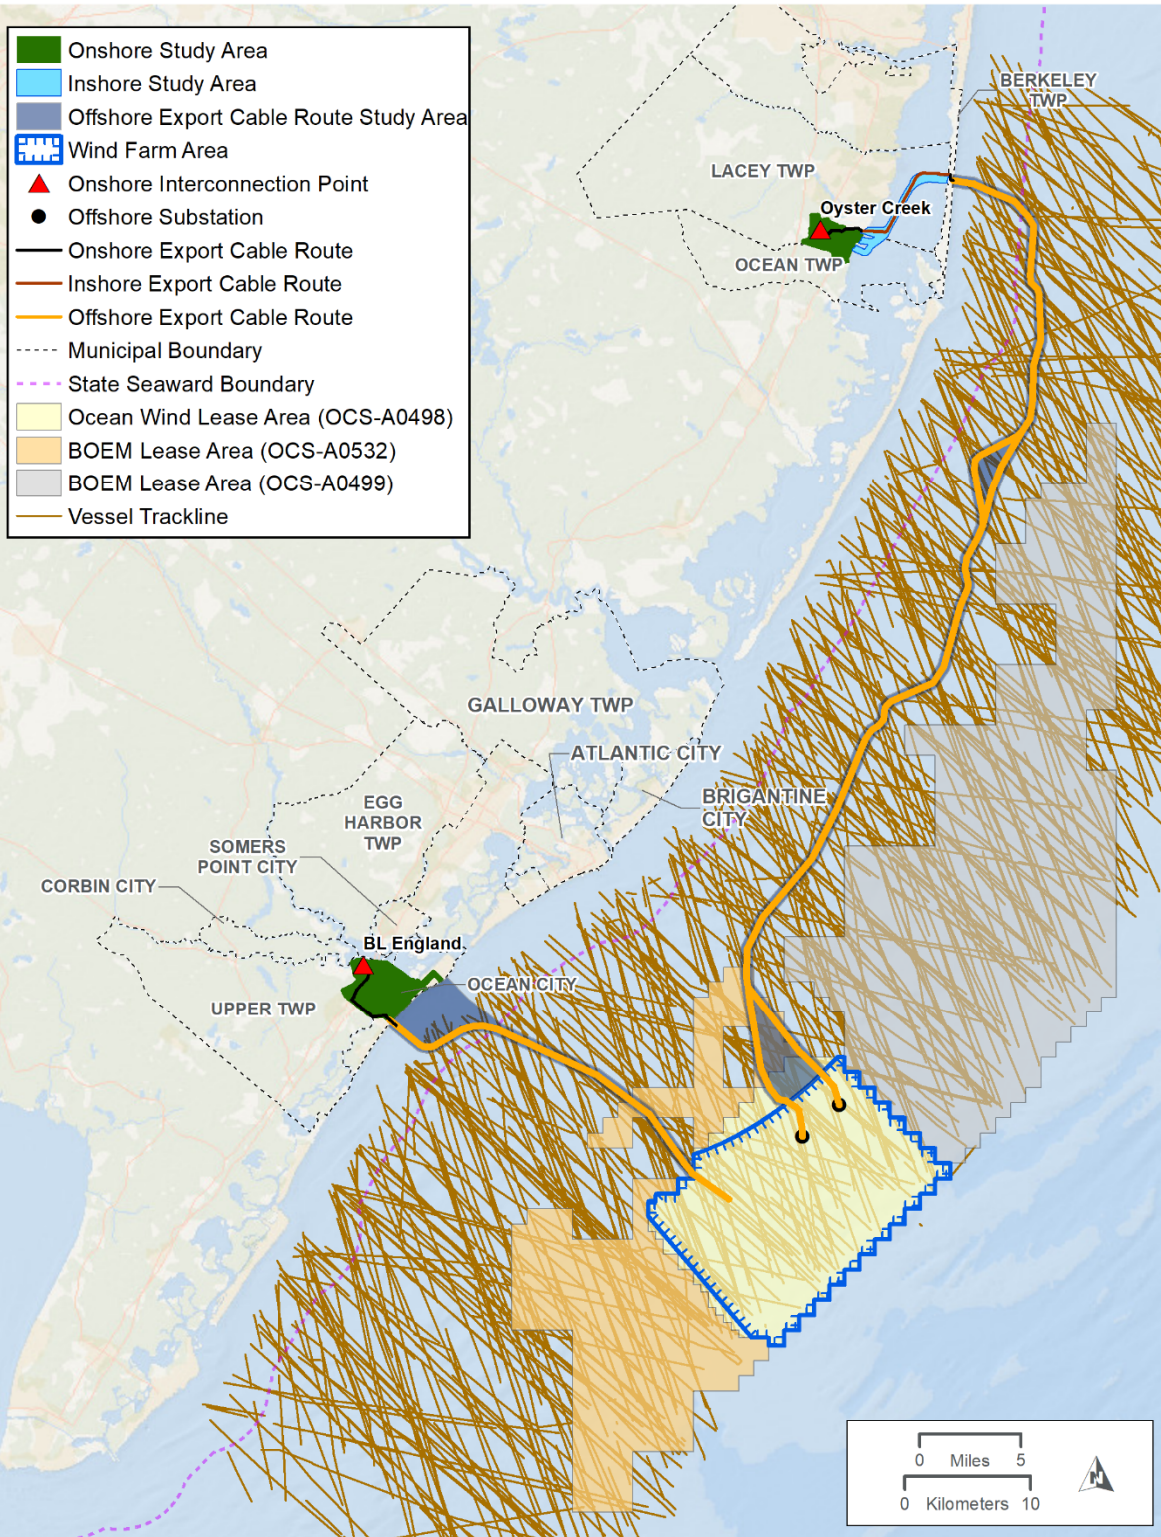 Onshore Study Area
Inshore Study Area
Offshore Export Cable Route Study Area
Wind Farm Area
Onshore Interconnection Point
Offshore Substation
Onshore Export Cable Route
Inshore Export Cable Route
Offshore Export Cable Route
Municipal Boundary
State Seaward Boundary
Ocean Wind Lease Area (OCS-A0498)
BOEM Lease Area (OCS-A0532)
BOEM Lease Area (OCS-A0499)
Vessel Trackline
BERKELEY
TWP
LACEY TWP
Oyster Creek
OCEAN TWP
GALLOWAY TWP
ATLANTIC CITY
BRIGANTINE
CITY
EGG
HARBOR
TWP
SOMERS
POINT CITY
CORBIN CITY
BL England
OCEAN CITY
UPPER TWP
0 Miles 5
0 Kilometers 10
N